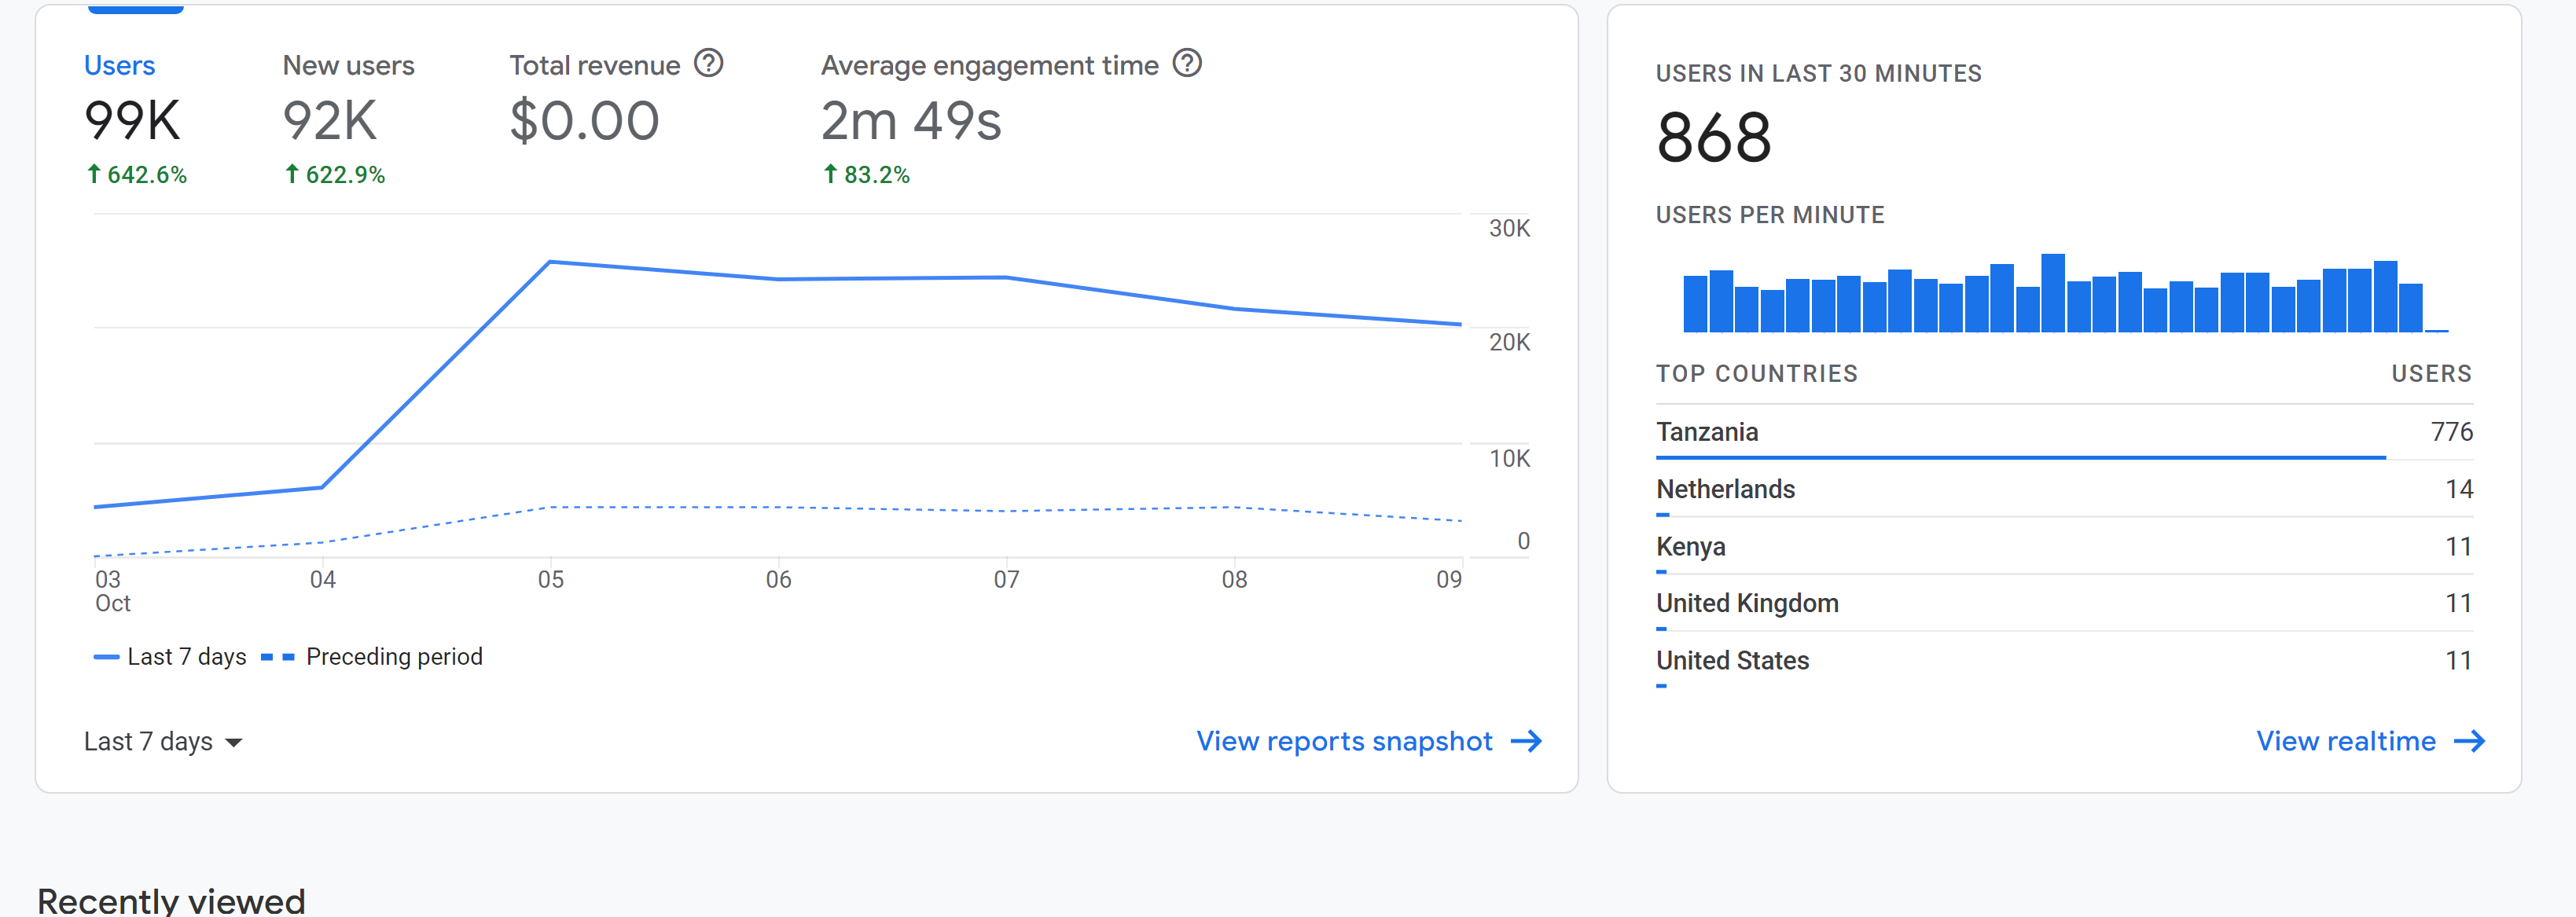 Users
99K
642.6%
New users
92K
622.9%
Total revenue
$0.00
Average engagement time
2m 49s
83.2%
30K
20K
10K
0
03 04 05 06 07 08 09
Oct
Last 7 days Preceding period
Last 7 days
View reports snapshot
USERS IN LAST 30 MINUTES
868
USERS PER MINUTE
TOP COUNTRIES USERS
Tanzania 776
Netherlands 14
Kenya 11
United Kingdom 11
United States 11
View realtime
Recently viewed